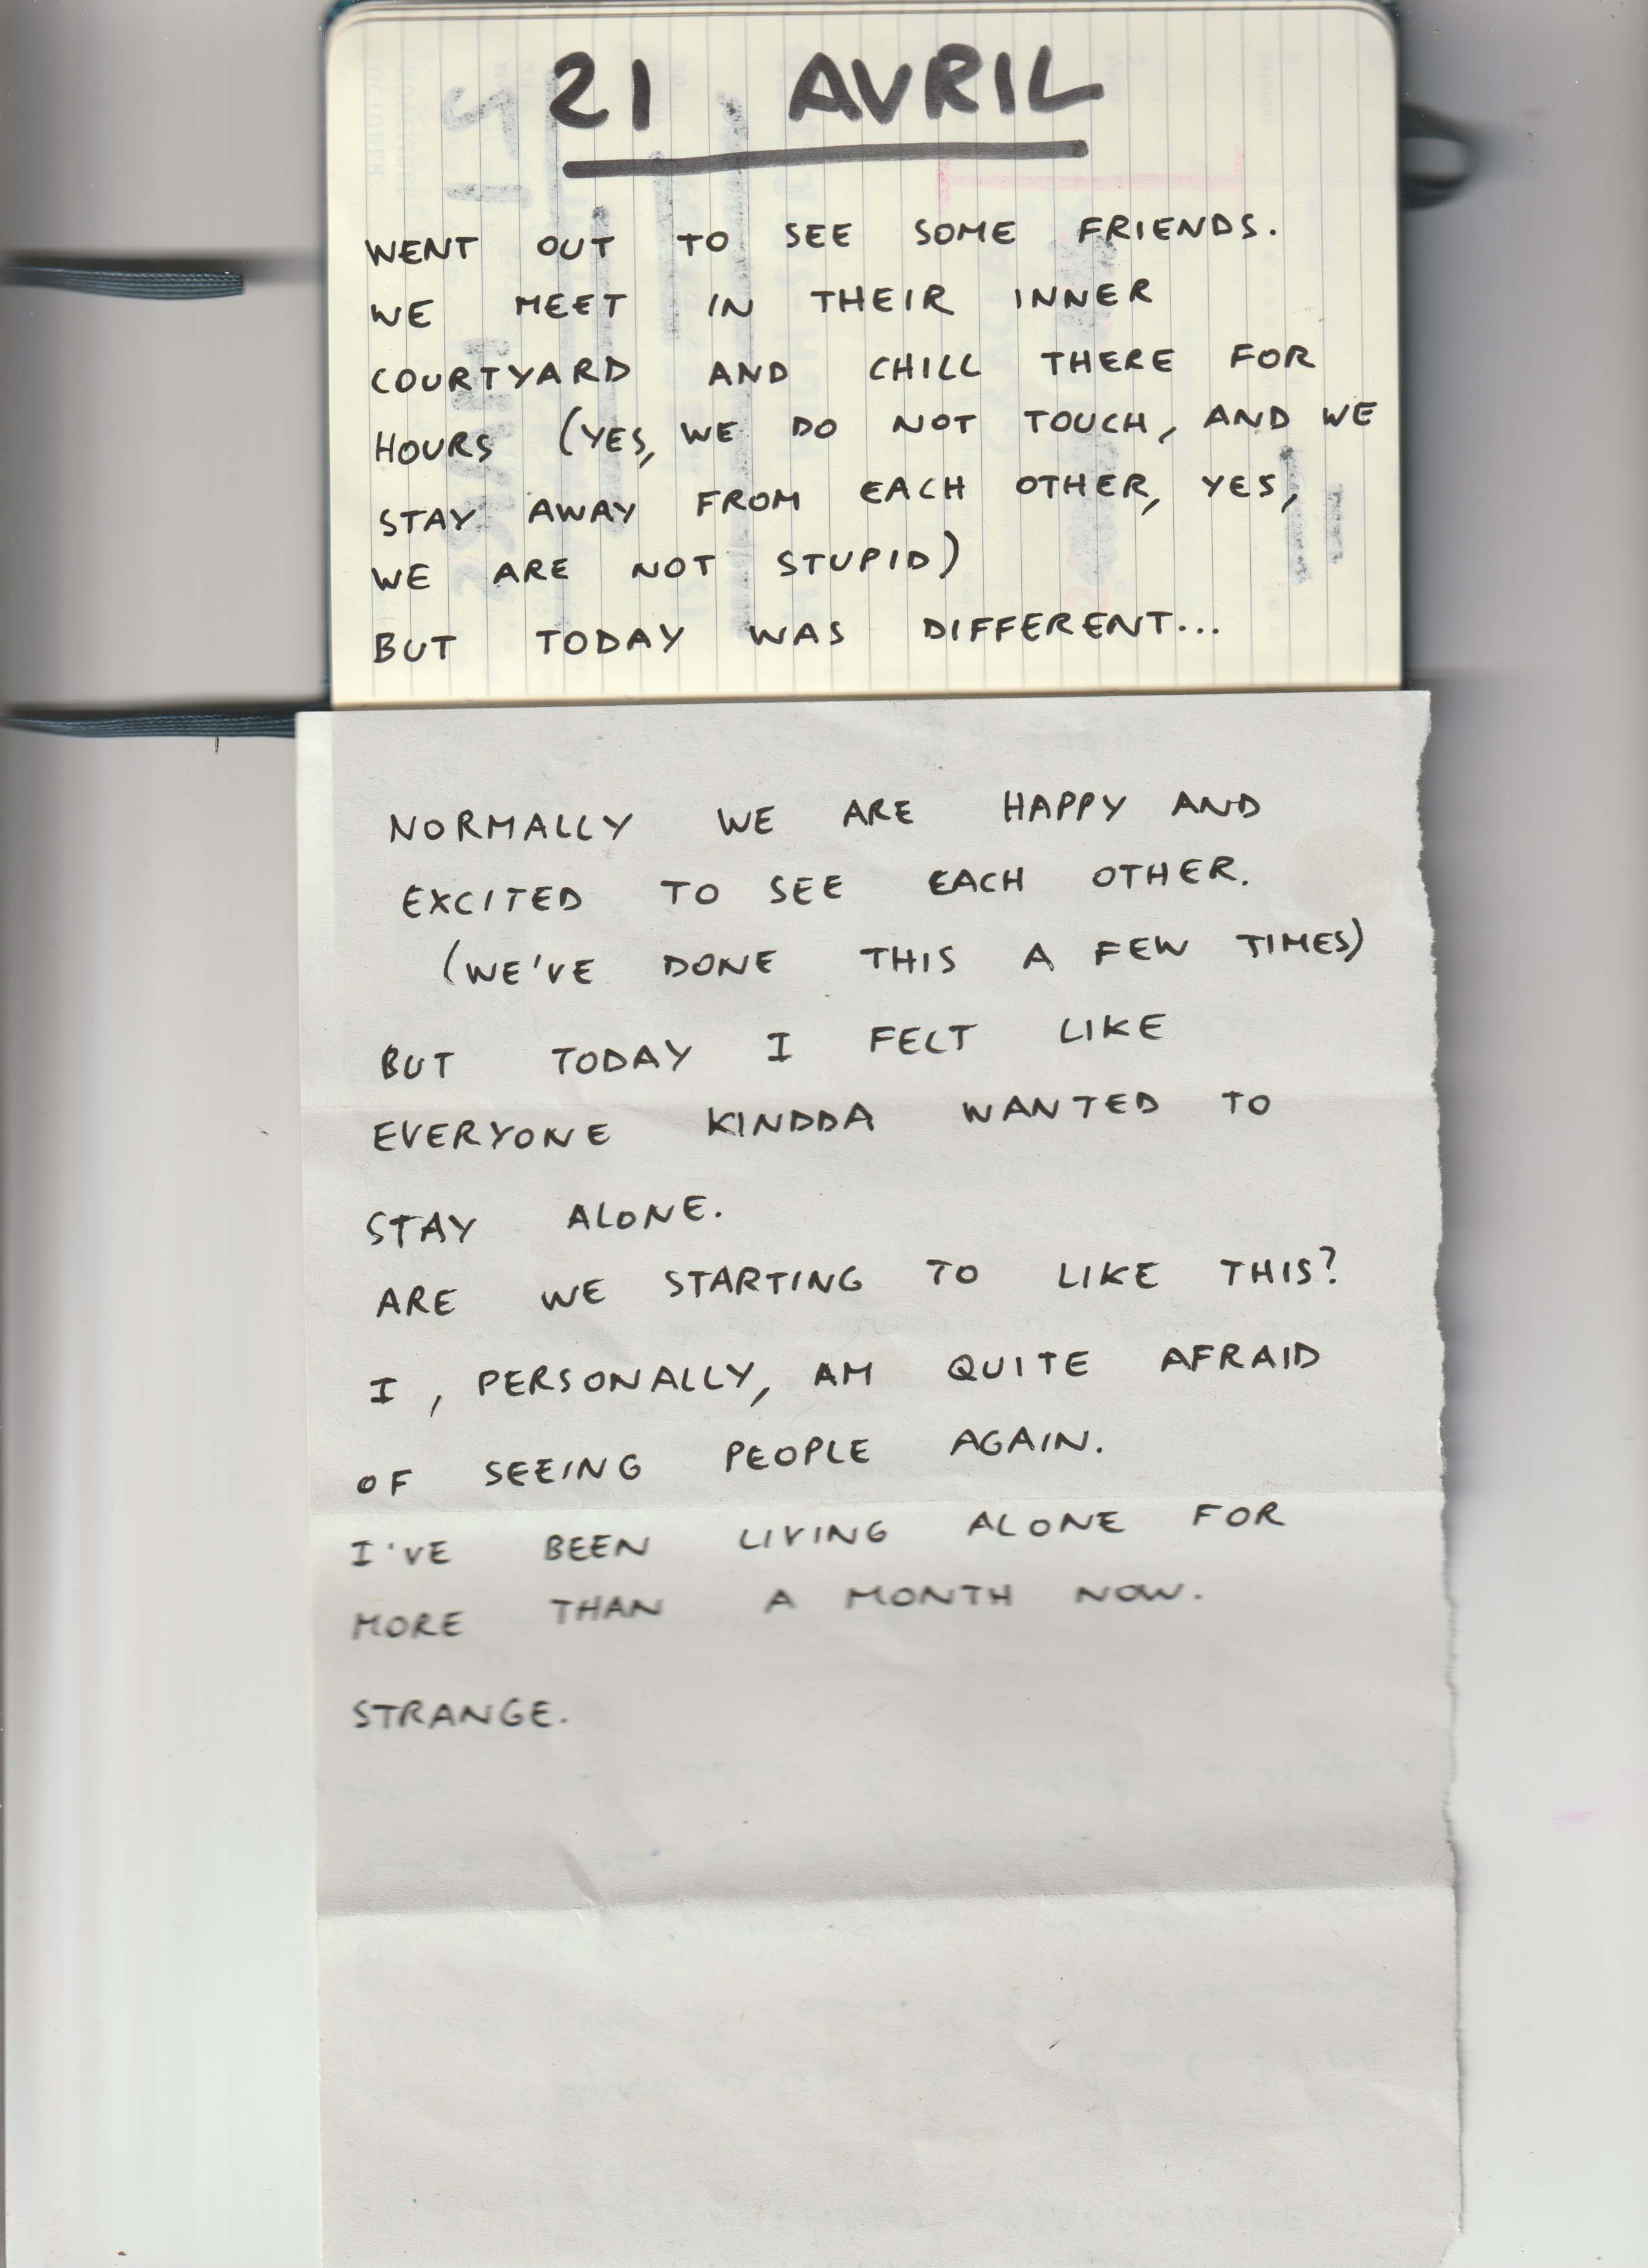 21 AVRIL
WENT OUT TO SEE SOME FRIENDS.
WE MEET IN THEIR INNER
COURTYARD AND CHILL THERE FOR
HOURS (YES, WE DO NOT TOUCH, AND WE
STAY AWAY FROM EACH OTHER, YES,
WE ARE NOT STUPID)
BUT TODAY WAS DIFFERENT...
NORMALLY WE ARE HAPPY AND
EXCITED TO SEE EACH OTHER.
(WE'VE DONE THIS A FEW TIMES)
BUT TODAY I FELT LIKE
EVERYONE KINDDA WANTED TO
STAY ALONE.
ARE WE STARTING TO LIKE THIS?
I, PERSONALLY, AM QUITE AFRAID
OF SEEING PEOPLE AGAIN.
I'VE BEEN LIVING ALONE FOR
MORE THAN A MONTH NOW.
STRANGE.